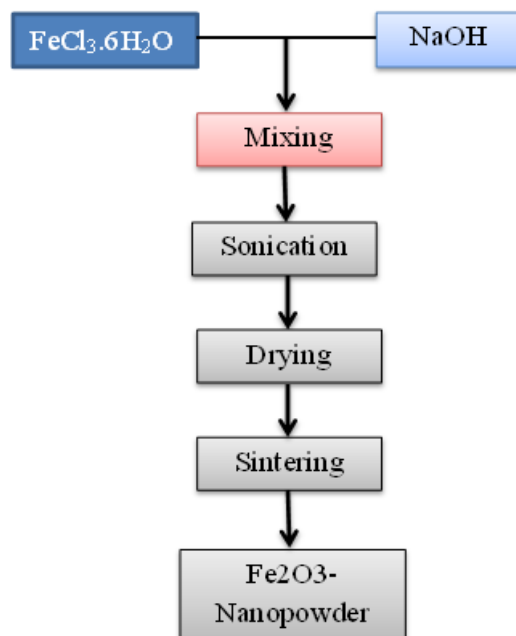 FeCl₃.6H₂O
NaOH
Mixing
Sonication
Drying
Sintering
Fe2O3-
Nanopowder